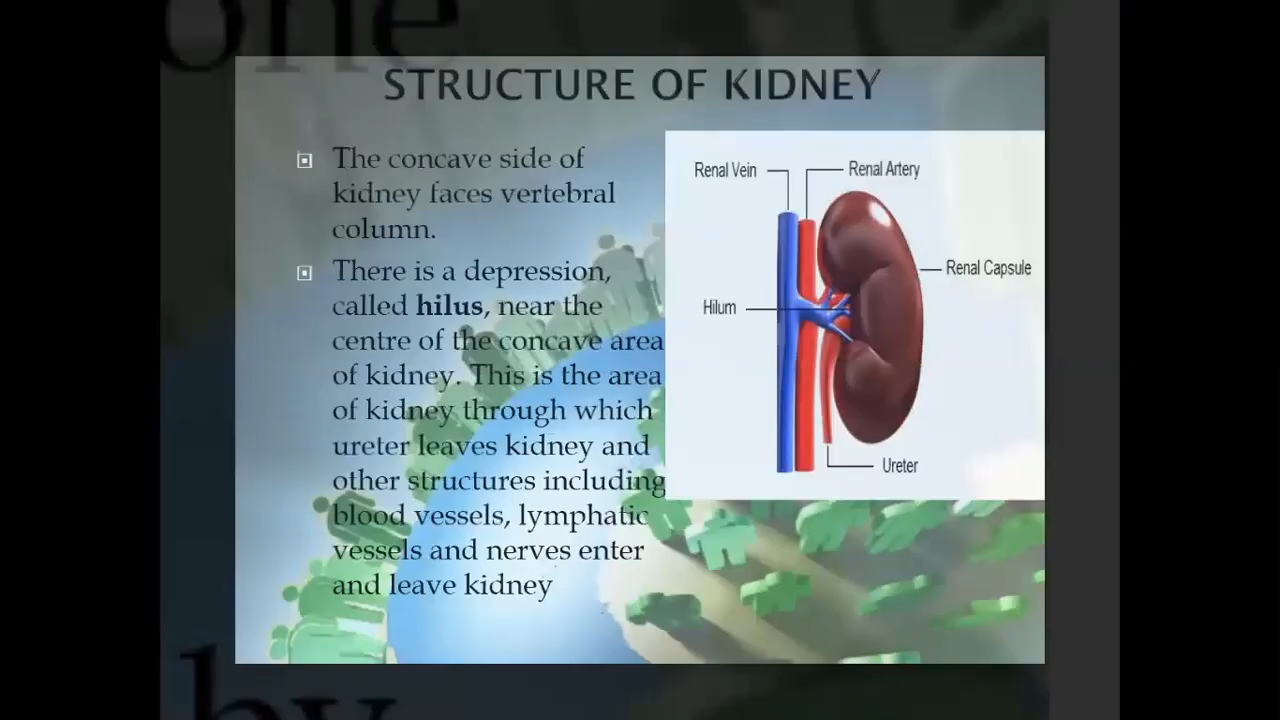 one
STRUCTURE OF KIDNEY
The concave side of
kidney faces vertebral
column.
There is a depression,
called hilus, near the
centre of the concave area
of kidney. This is the area
of kidney through which
ureter leaves kidney and
other structures including
blood vessels, lymphatic
vessels and nerves enter
and leave kidney
Renal Vein
Renal Artery
Renal Capsule
Hilum
Ureter
by